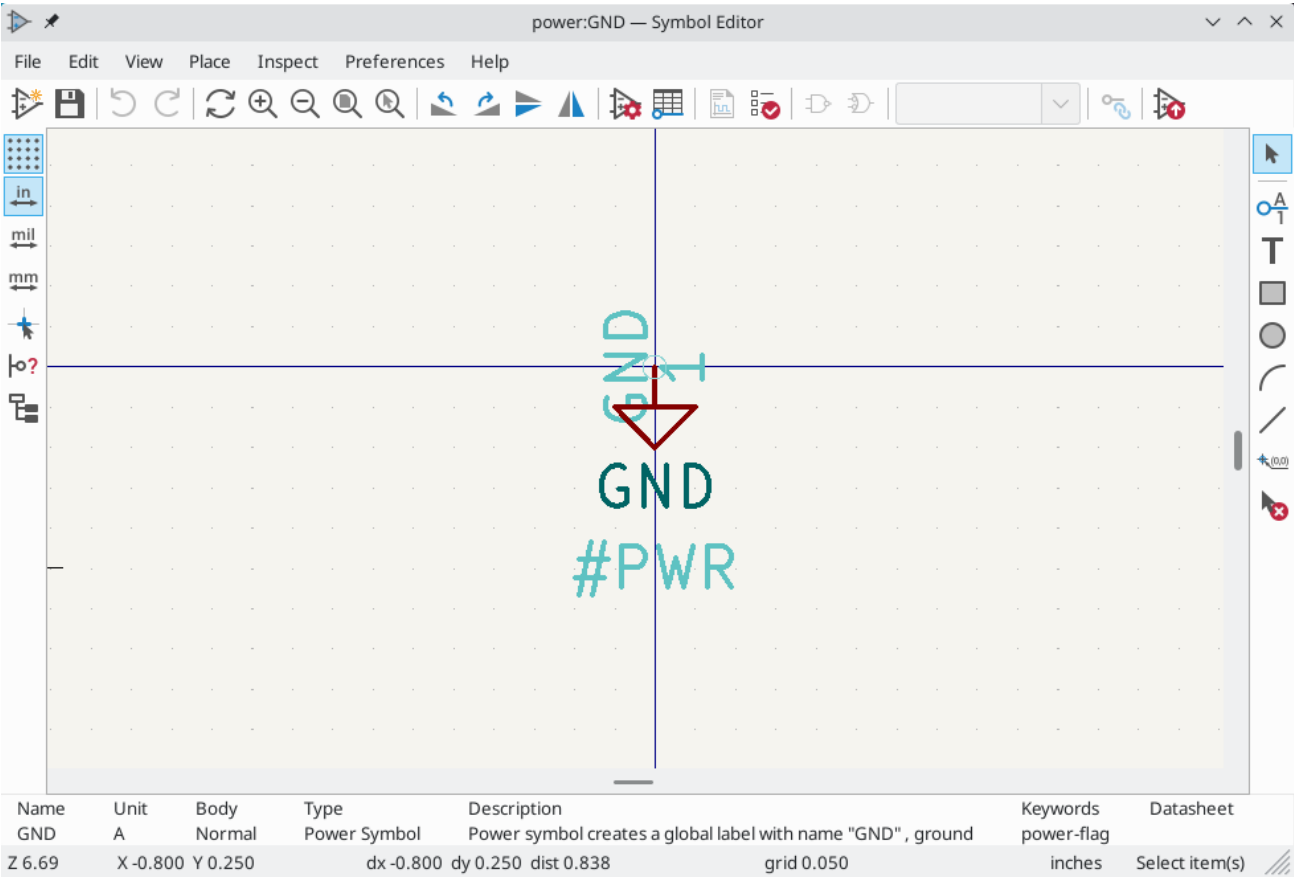 power:GND — Symbol Editor
File Edit View Place Inspect Preferences Help
in
mil
mm
A
1
T
?
(0,0)
GND
1
GND
#PWR
Name Unit Body Type Description Keywords Datasheet
GND A Normal Power Symbol Power symbol creates a global label with name "GND" , ground power-flag
Z 6.69 X -0.800 Y 0.250 dx -0.800 dy 0.250 dist 0.838 grid 0.050 inches Select item(s)